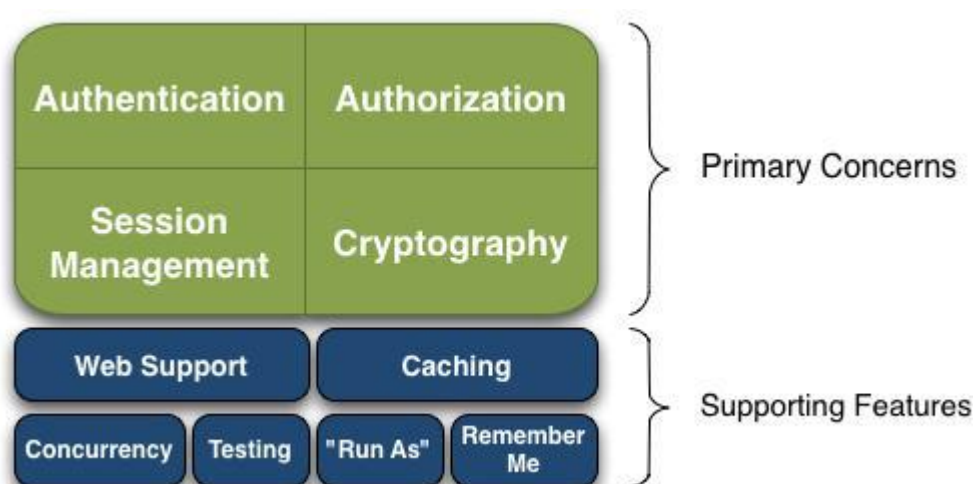 Authentication
Authorization
Primary Concerns
Session
Management
Cryptography
Web Support
Caching
Supporting Features
Concurrency
Testing
"Run As"
Remember
Me